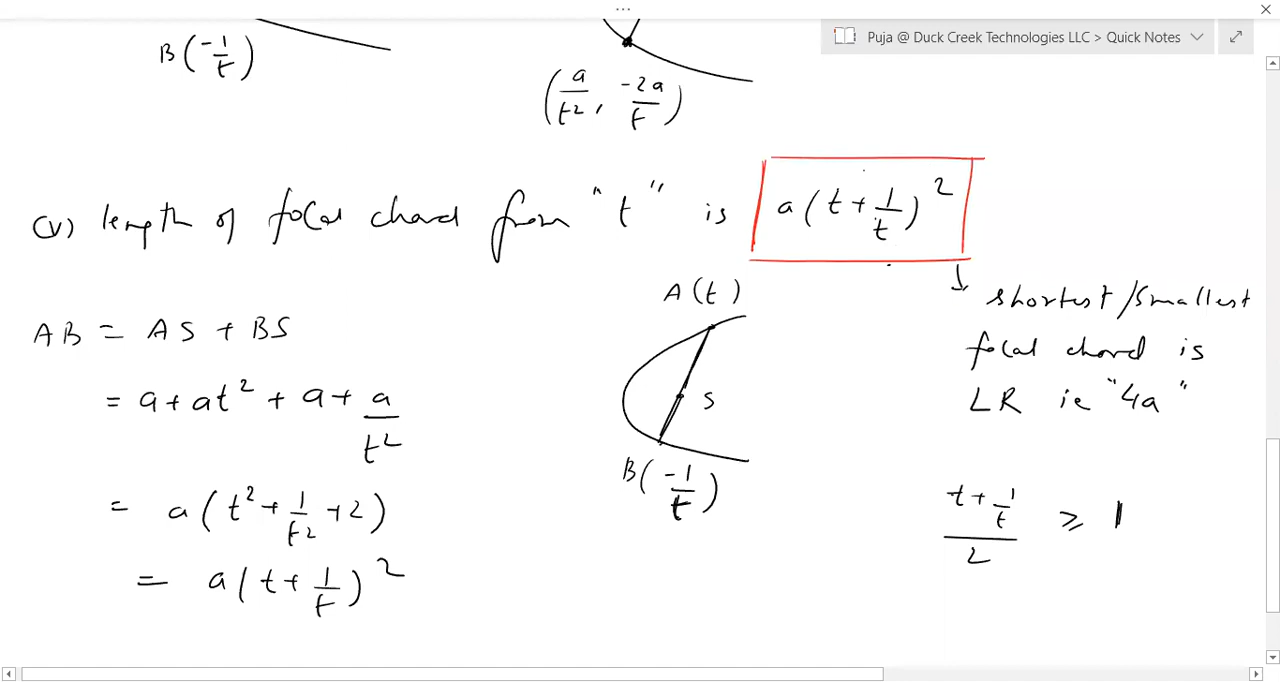 ...
Puja @ Duck Creek Technologies LLC > Quick Notes
B(-1/t)
(a/t², -2a/t)
(v) length of focal chord from "t" is a(t+1/t)²
A(t)
shortest/smallest
focal chord is
LR ie "4a"
AB = AS + BS
= a+at² + a + a/t²
S
B(-1/t)
= a(t²+1/t²+2)
(t+1/t)/2 ≥ 1
= a(t+1/t)²